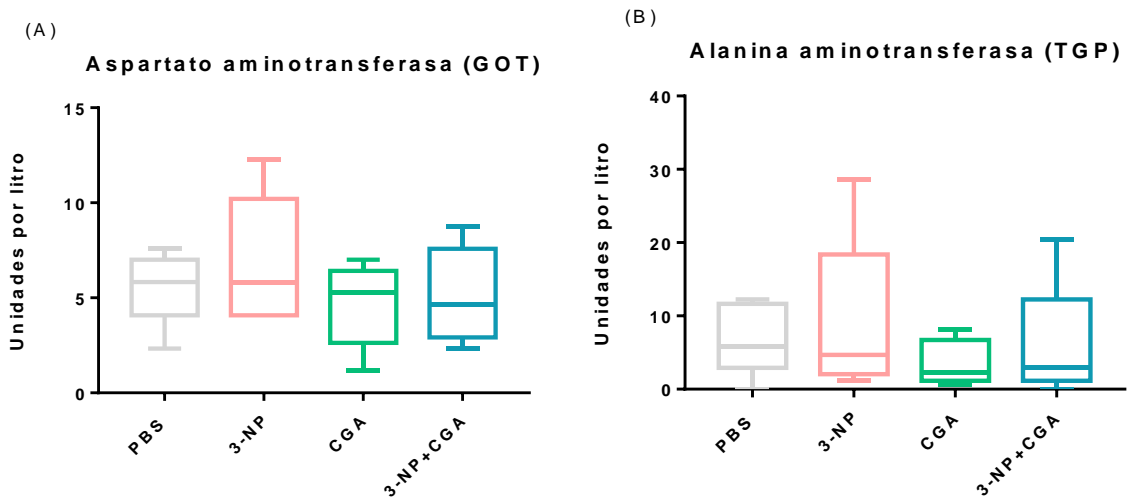 (A)
Aspartato aminotransferasa (GOT)
Unidades por litro
15
10
5
0
PBS
3-NP
CGA
3-NP+CGA
(B)
Alanina aminotransferasa (TGP)
Unidades por litro
40
30
20
10
0
PBS
3-NP
CGA
3-NP+CGA